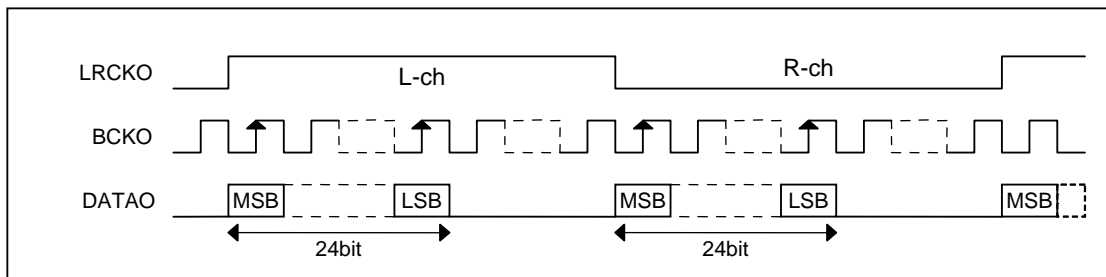 LRCKO
L-ch
R-ch
BCKO
DATAO
MSB
LSB
MSB
LSB
MSB
24bit
24bit